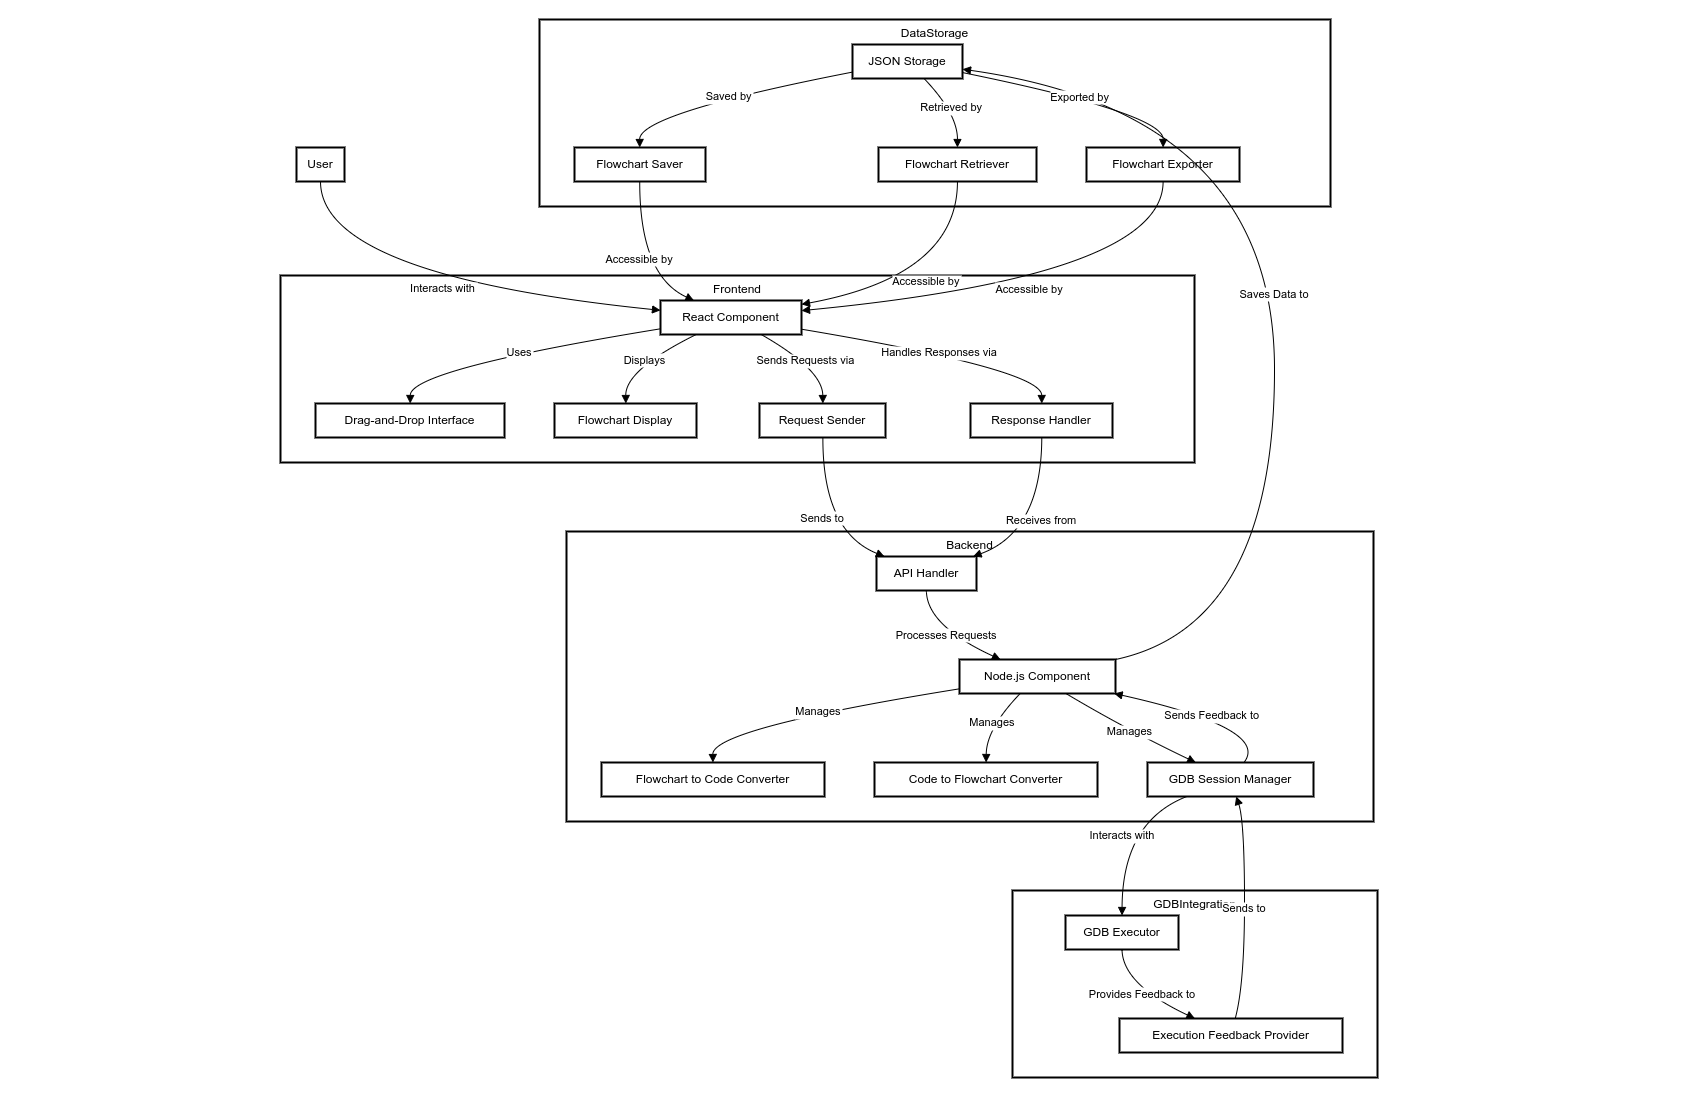 DataStorage
JSON Storage
Saved by
Retrieved by
Exported by
User
Flowchart Saver
Flowchart Retriever
Flowchart Exporter
Accessible by
Accessible by
Accessible by
Interacts with
Saves Data to
Frontend
React Component
Uses
Displays
Sends Requests via
Handles Responses via
Drag-and-Drop Interface
Flowchart Display
Request Sender
Response Handler
Sends to
Receives from
Backend
API Handler
Processes Requests
Node.js Component
Manages
Manages
Manages
Sends Feedback to
Flowchart to Code Converter
Code to Flowchart Converter
GDB Session Manager
Interacts with
Sends to
GDB Executor
Provides Feedback to
Execution Feedback Provider